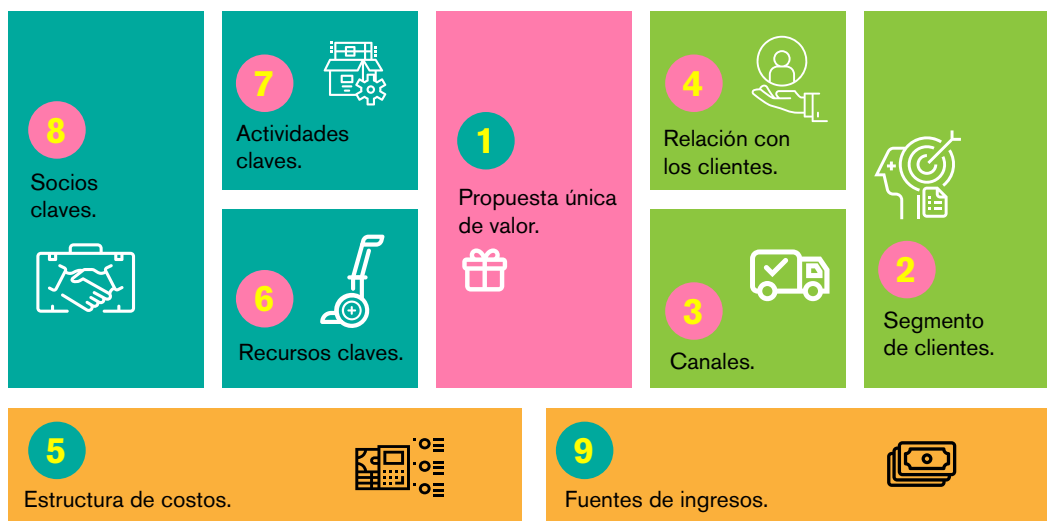 8
Socios
claves.
7
Actividades
claves.
6
Recursos claves.
1
Propuesta única
de valor.
4
Relación con
los clientes.
3
Canales.
2
Segmento
de clientes.
5
Estructura de costos.
9
Fuentes de ingresos.